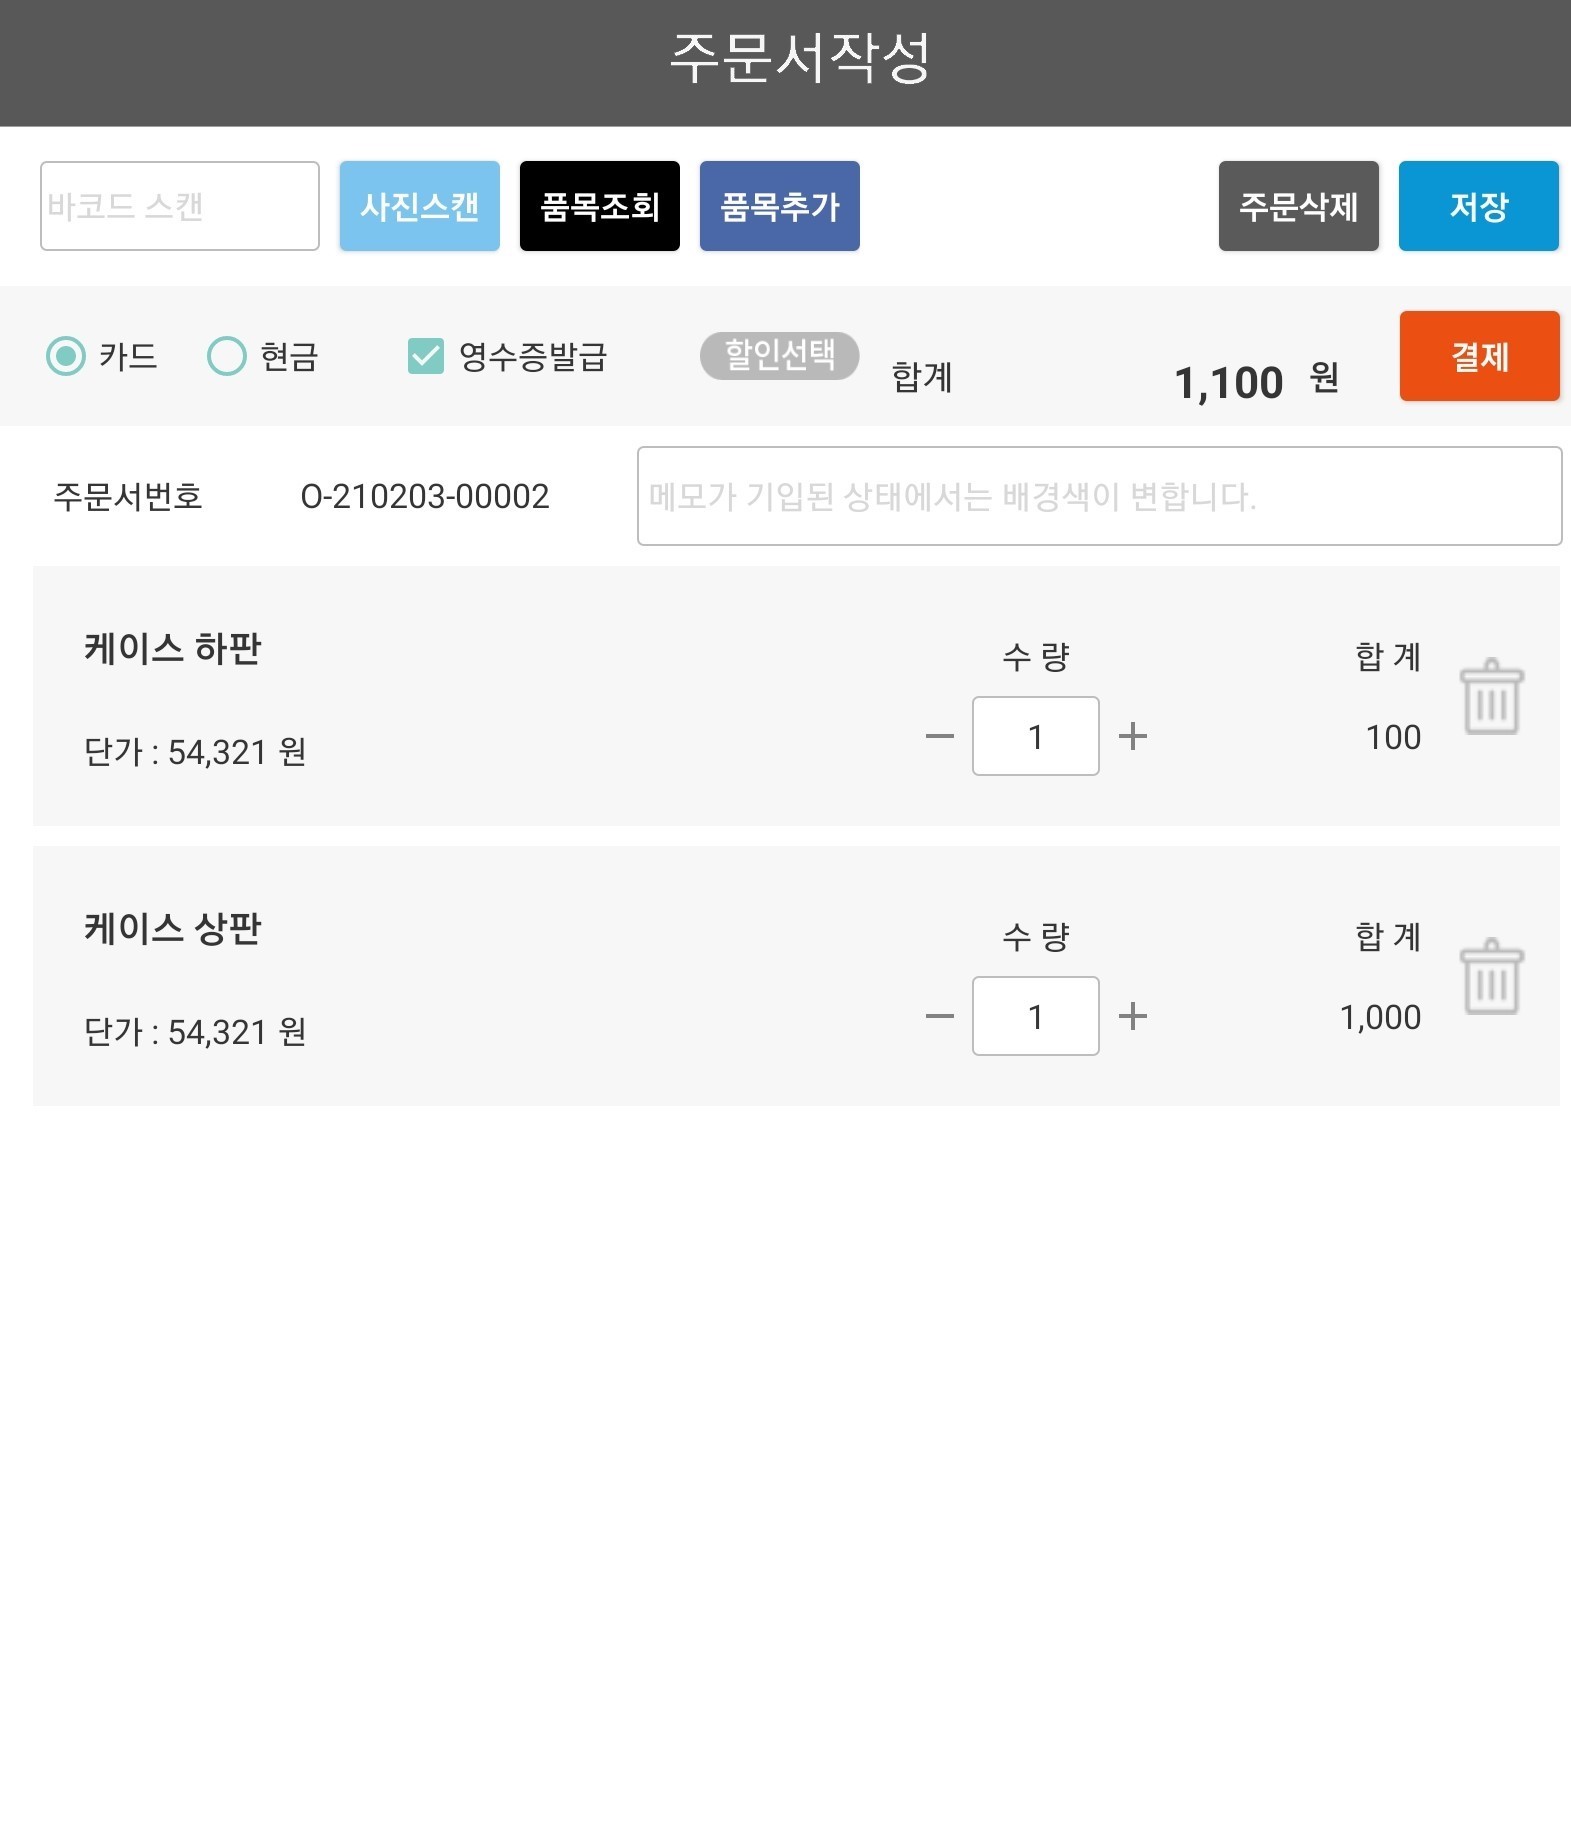 주문서작성
바코드 스캔 사진스캔 품목조회 품목추가 주문삭제 저장
카드 현금 영수증발급 할인선택 합계 1,100 원 결제
주문서번호 O-210203-00002 메모가 기입된 상태에서는 배경색이 변합니다.
케이스 하판 수 량 합 계
단가 : 54,321 원 1 100
케이스 상판 수 량 합 계
단가 : 54,321 원 1 1,000